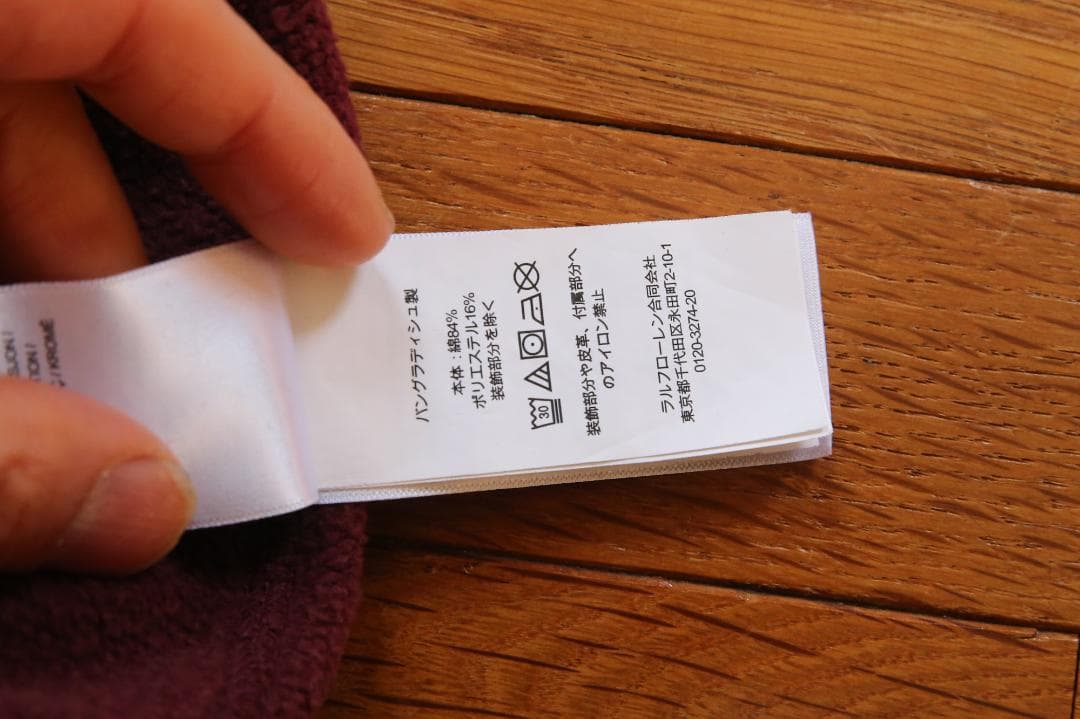 バングラディシュ製
本体：綿84%
ポリエステル16%
装飾部分を除く
30
装飾部分や皮革、付属部分へ
のアイロン禁止
ラルフローレン合同会社
東京都千代田区永田町2-10-1
0120-3274-20